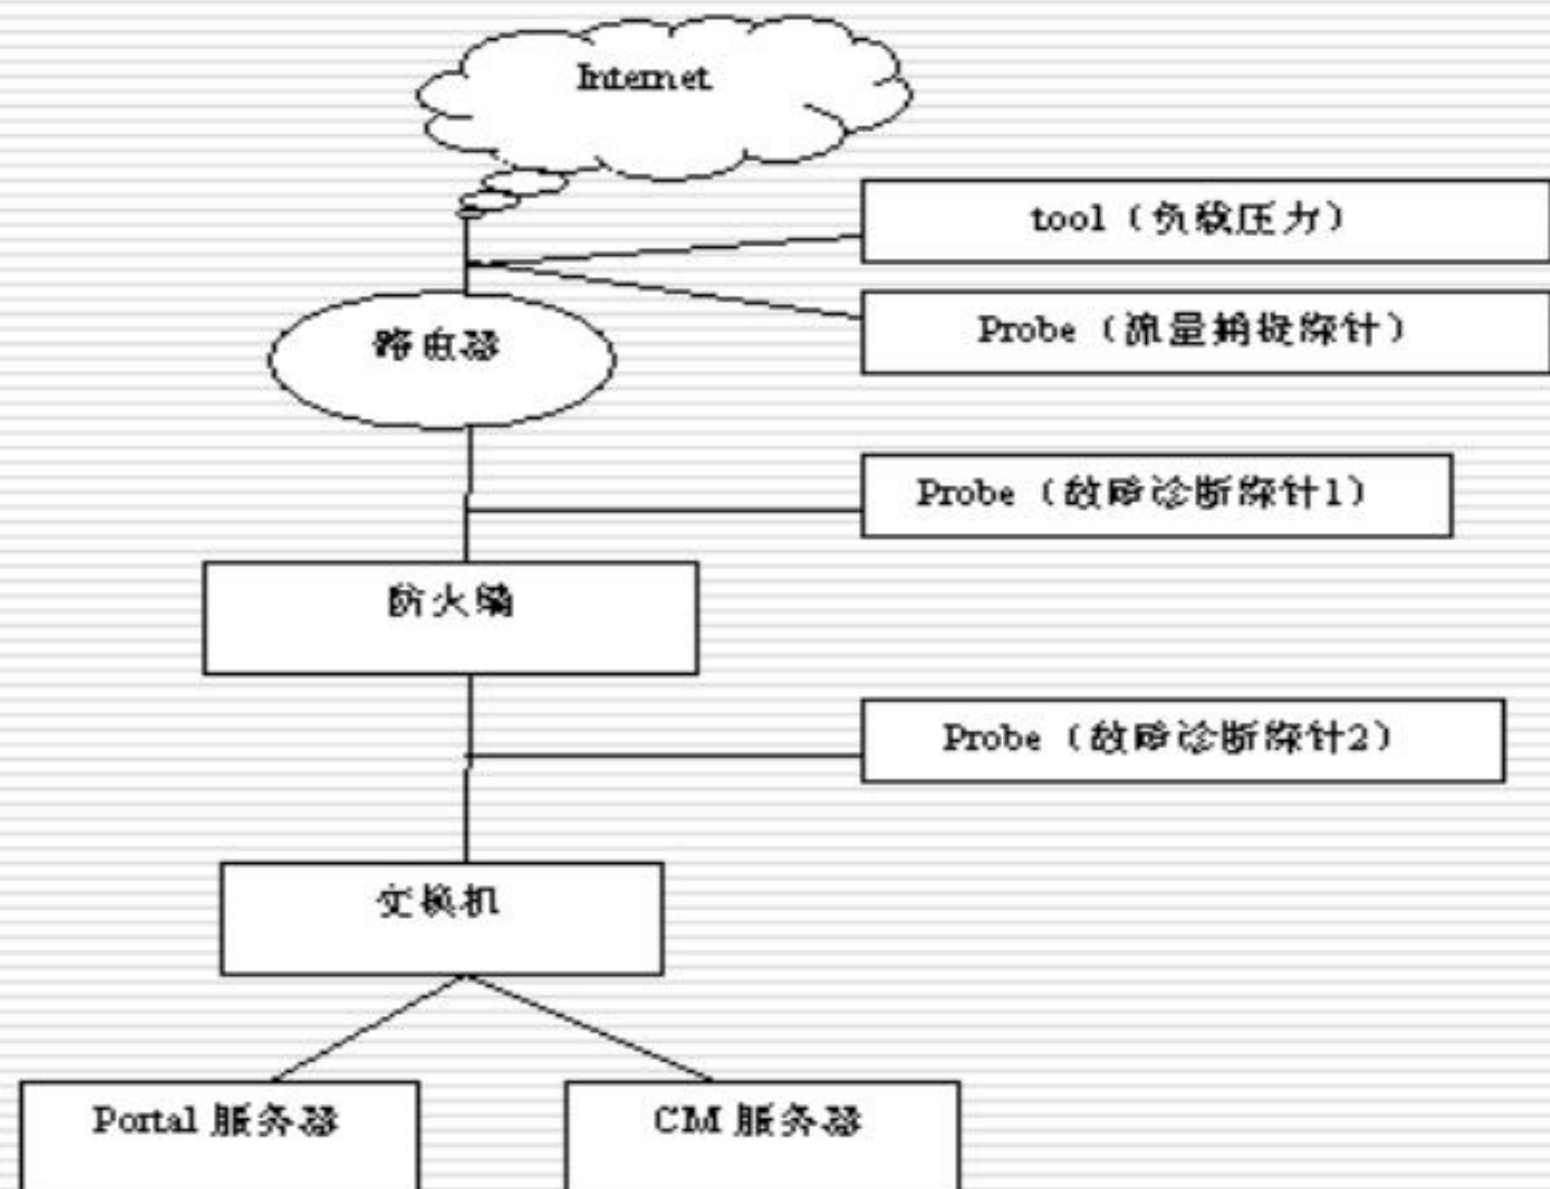 Internet
tool（负载压力）
Probe（流量捕捉探针）
路由器
Probe（故障诊断探针1）
防火墙
Probe（故障诊断探针2）
交换机
Portal 服务器
CM 服务器